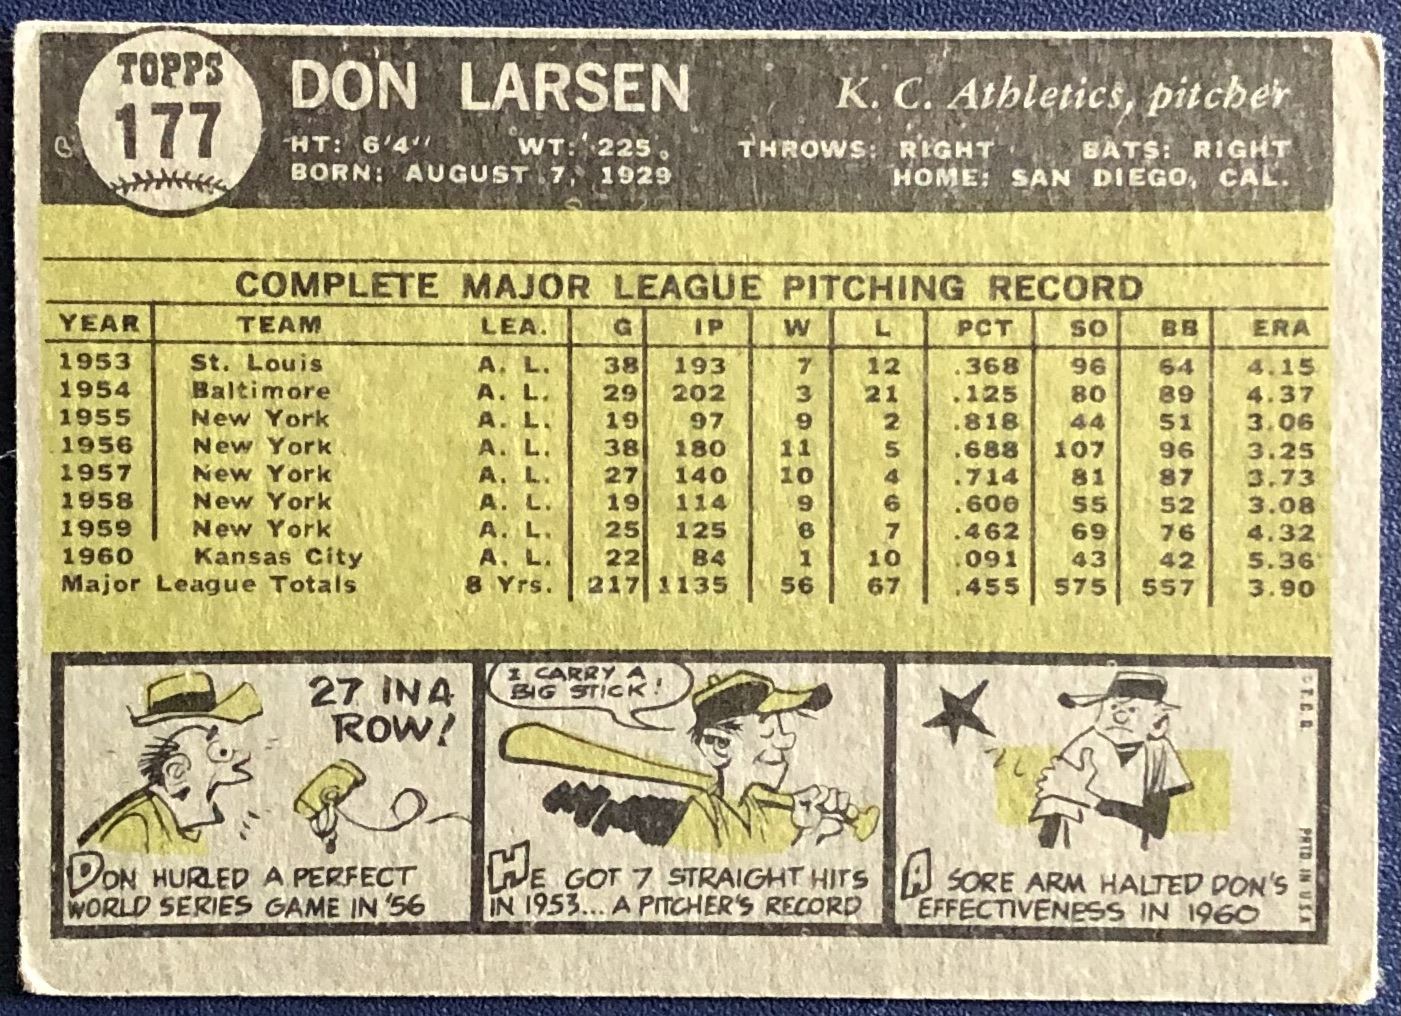 TOPPS
177
DON LARSEN K. C. Athletics, pitcher
HT: 6'4" WT: 225 THROWS: RIGHT BATS: RIGHT
BORN: AUGUST 7, 1929 HOME: SAN DIEGO, CAL.
COMPLETE MAJOR LEAGUE PITCHING RECORD
YEAR TEAM LEA. G IP W L PCT SO BB ERA
1953 St. Louis A. L. 38 193 7 12 .368 96 64 4.15
1954 Baltimore A. L. 29 202 3 21 .125 80 89 4.37
1955 New York A. L. 19 97 9 2 .818 44 51 3.06
1956 New York A. L. 38 180 11 5 .688 107 96 3.25
1957 New York A. L. 27 140 10 4 .714 81 87 3.73
1958 New York A. L. 19 114 9 6 .600 55 52 3.08
1959 New York A. L. 25 125 6 7 .462 69 76 4.32
1960 Kansas City A. L. 22 84 1 10 .091 43 42 5.36
Major League Totals 8 Yrs. 217 1135 56 67 .455 575 557 3.90
27 IN A
ROW!
DON HURLED A PERFECT
WORLD SERIES GAME IN '56
I CARRY A
BIG STICK!
HE GOT 7 STRAIGHT HITS
IN 1953... A PITCHER'S RECORD
A SORE ARM HALTED DON'S
EFFECTIVENESS IN 1960
PRTD IN U.S.A.